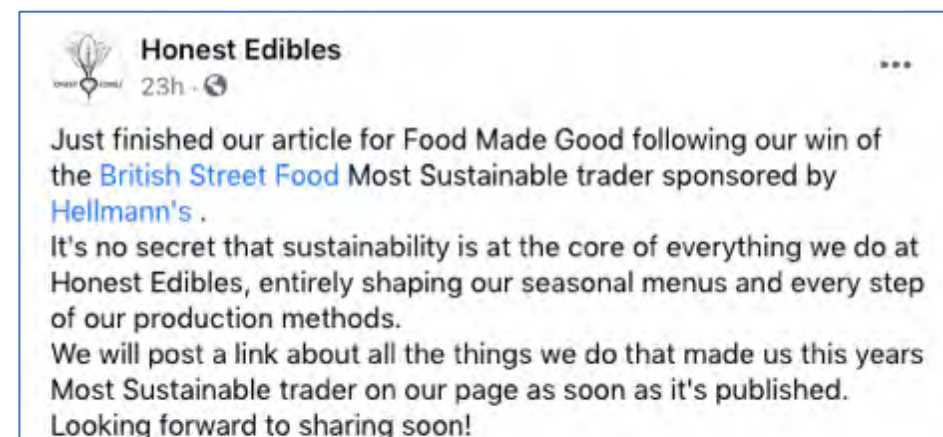 Honest Edibles
23h ·
Just finished our article for Food Made Good following our win of
the British Street Food Most Sustainable trader sponsored by
Hellmann's .
It's no secret that sustainability is at the core of everything we do at
Honest Edibles, entirely shaping our seasonal menus and every step
of our production methods.
We will post a link about all the things we do that made us this years
Most Sustainable trader on our page as soon as it's published.
Looking forward to sharing soon!